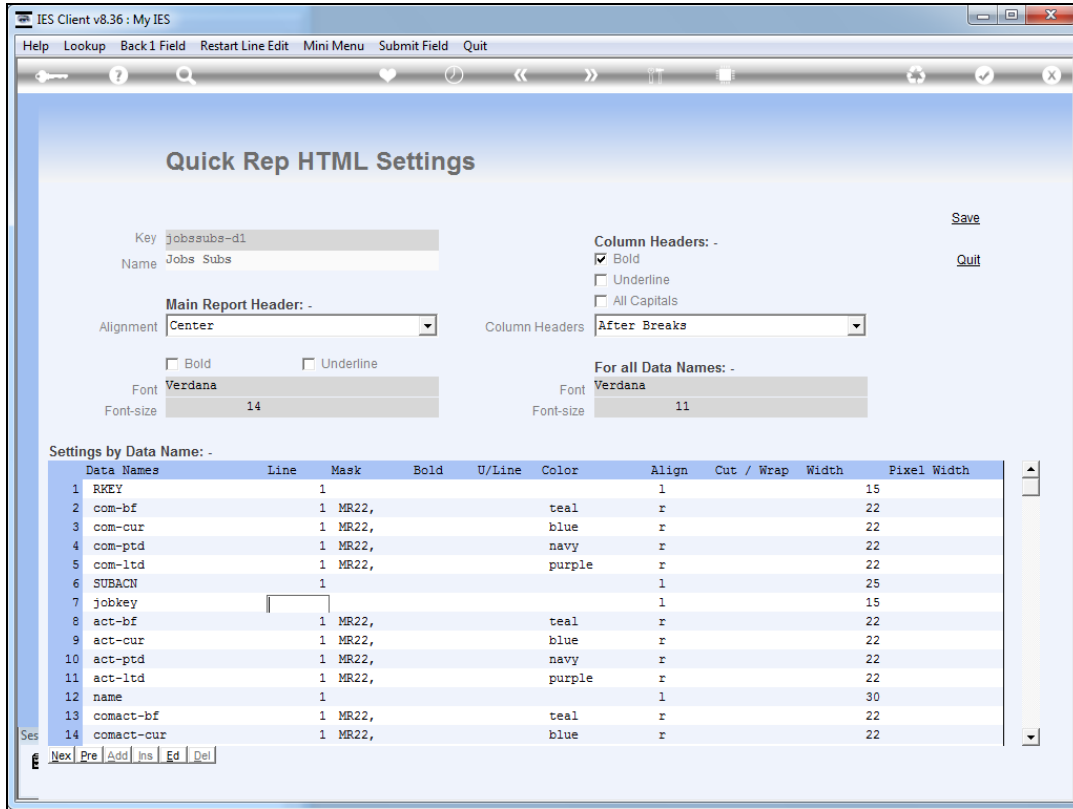 IES Client v8.36 : My IES
Help Lookup Back 1 Field Restart Line Edit Mini Menu Submit Field Quit
Quick Rep HTML Settings
Save
Key jobssubs-d1
Column Headers: -
Name Jobs Subs
Bold
Quit
Underline
Main Report Header: -
All Capitals
Alignment Center
Column Headers After Breaks
Bold Underline
For all Data Names: -
Font Verdana
Font Verdana
Font-size 14
Font-size 11
Settings by Data Name: -
Data Names Line Mask Bold U/Line Color Align Cut / Wrap Width Pixel Width
1 RKEY 1 l 15
2 com-bf 1 MR22, teal r 22
3 com-cur 1 MR22, blue r 22
4 com-ptd 1 MR22, navy r 22
5 com-ltd 1 MR22, purple r 22
6 SUBACN 1 l 25
7 jobkey l 15
8 act-bf 1 MR22, teal r 22
9 act-cur 1 MR22, blue r 22
10 act-ptd 1 MR22, navy r 22
11 act-ltd 1 MR22, purple r 22
12 name 1 l 30
13 comact-bf 1 MR22, teal r 22
14 comact-cur 1 MR22, blue r 22
Ses
Nex Pre Add Ins Ed Del